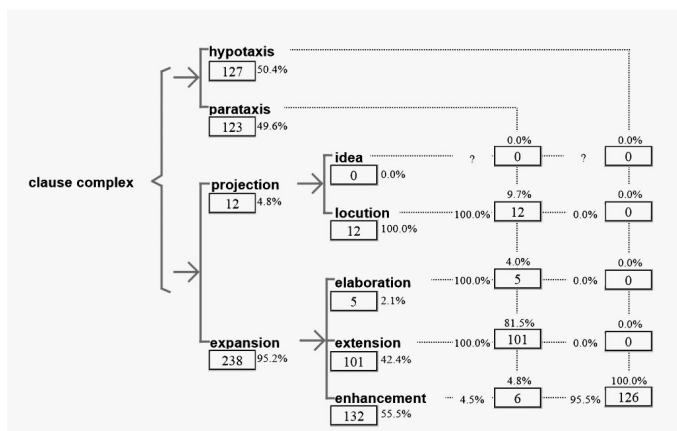 hypotaxis
127 50.4%
parataxis
123 49.6%
0.0% 0.0%
idea ? 0 ? 0
0 0.0%
clause complex
projection
12 4.8%
9.7% 0.0%
locution 100.0% 12 0.0% 0
12 100.0%
4.0% 0.0%
elaboration 100.0% 5 0.0% 0
5 2.1%
81.5% 0.0%
expansion
238 95.2%
extension 100.0% 101 0.0% 0
101 42.4%
4.8% 100.0%
enhancement 4.5% 6 95.5% 126
132 55.5%